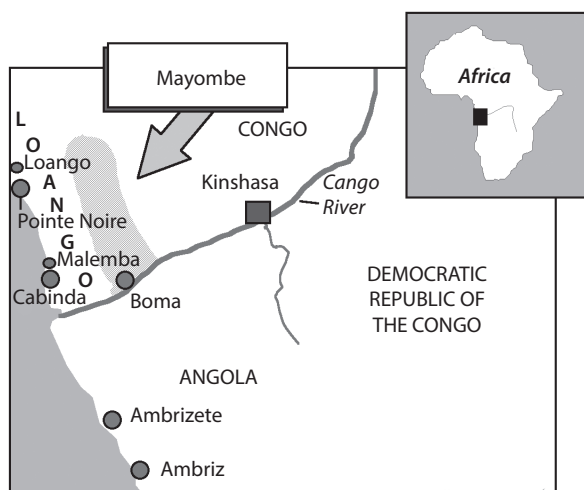 Mayombe
Africa
CONGO
LOANGO
Loango
Kinshasa
Cango
River
Pointe Noire
Malemba
Cabinda
Boma
DEMOCRATIC
REPUBLIC OF
THE CONGO
ANGOLA
Ambrizete
Ambriz